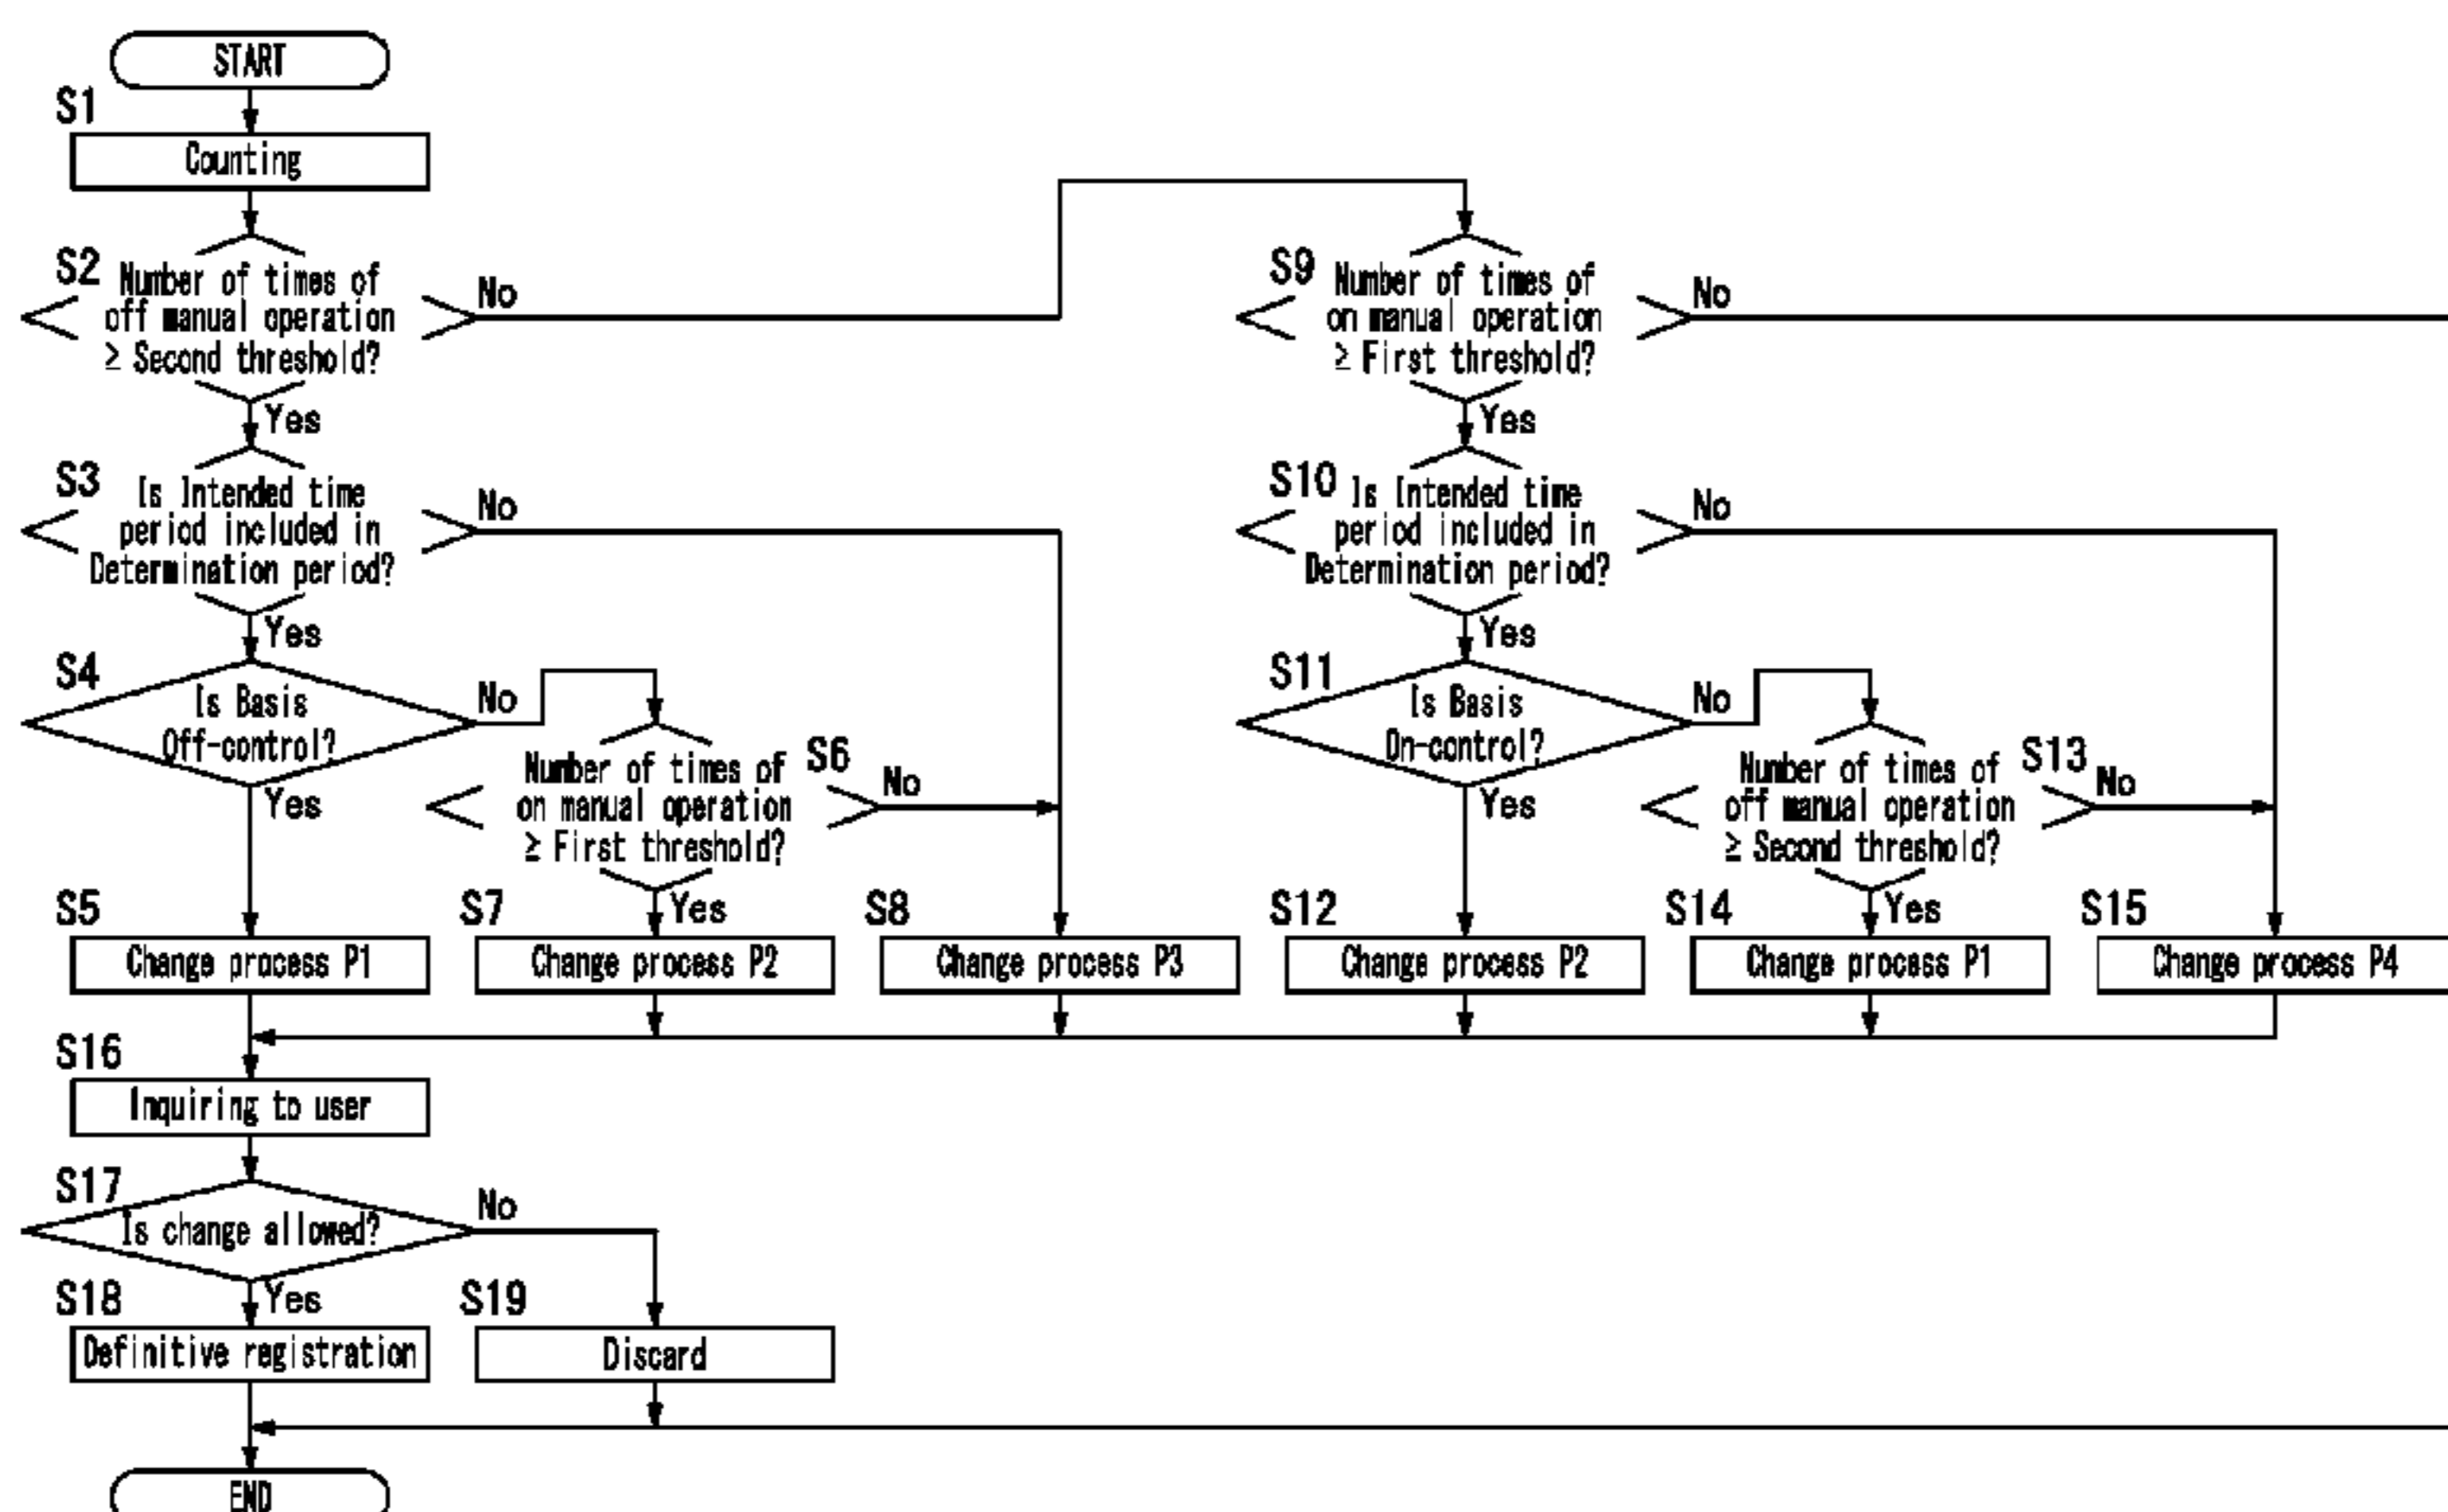 START
S1
Counting
S2
Number of times of
off manual operation
≥ Second threshold?
No
Yes
S3
Is Intended time
period included in
Determination period?
No
Yes
S4
Is Basis
Off-control?
No
Yes
S6
Number of times of
on manual operation
≥ First threshold?
No
Yes
S5
Change process P1
S7
Change process P2
S8
Change process P3
S9
Number of times of
on manual operation
≥ First threshold?
No
Yes
S10
Is Intended time
period included in
Determination period?
No
Yes
S11
Is Basis
On-control?
No
Yes
S13
Number of times of
off manual operation
≥ Second threshold?
No
Yes
S12
Change process P2
S14
Change process P1
S15
Change process P4
S16
Inquiring to user
S17
Is change allowed?
No
Yes
S18
Definitive registration
S19
Discard
END